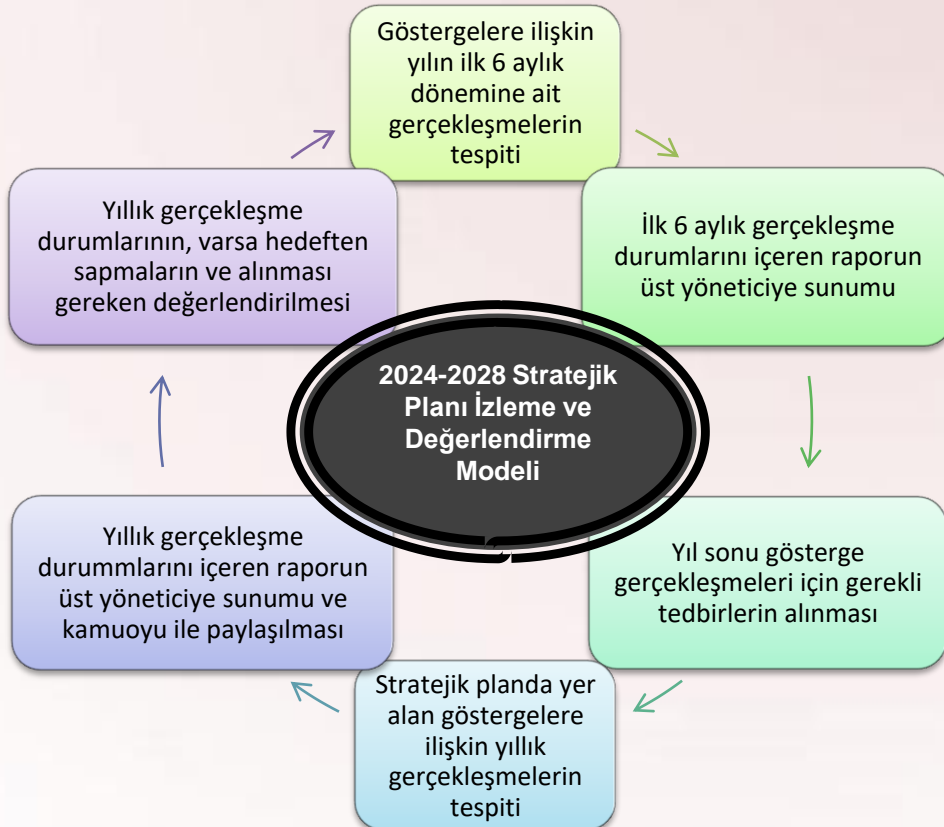 Göstergelere ilişkin
yılın ilk 6 aylık
dönemine ait
gerçekleşmelerin
tespiti
İlk 6 aylık gerçekleşme
durumlarını içeren raporun
üst yöneticiye sunumu
Yıl sonu gösterge
gerçekleşmeleri için gerekli
tedbirlerin alınması
Stratejik planda yer
alan göstergelere
ilişkin yıllık
gerçekleşmelerin
tespiti
Yıllık gerçekleşme
durummlarını içeren raporun
üst yöneticiye sunumu ve
kamuoyu ile paylaşılması
Yıllık gerçekleşme
durumlarının, varsa hedeften
sapmaların ve alınması
gereken değerlendirilmesi
2024-2028 Stratejik
Planı İzleme ve
Değerlendirme
Modeli